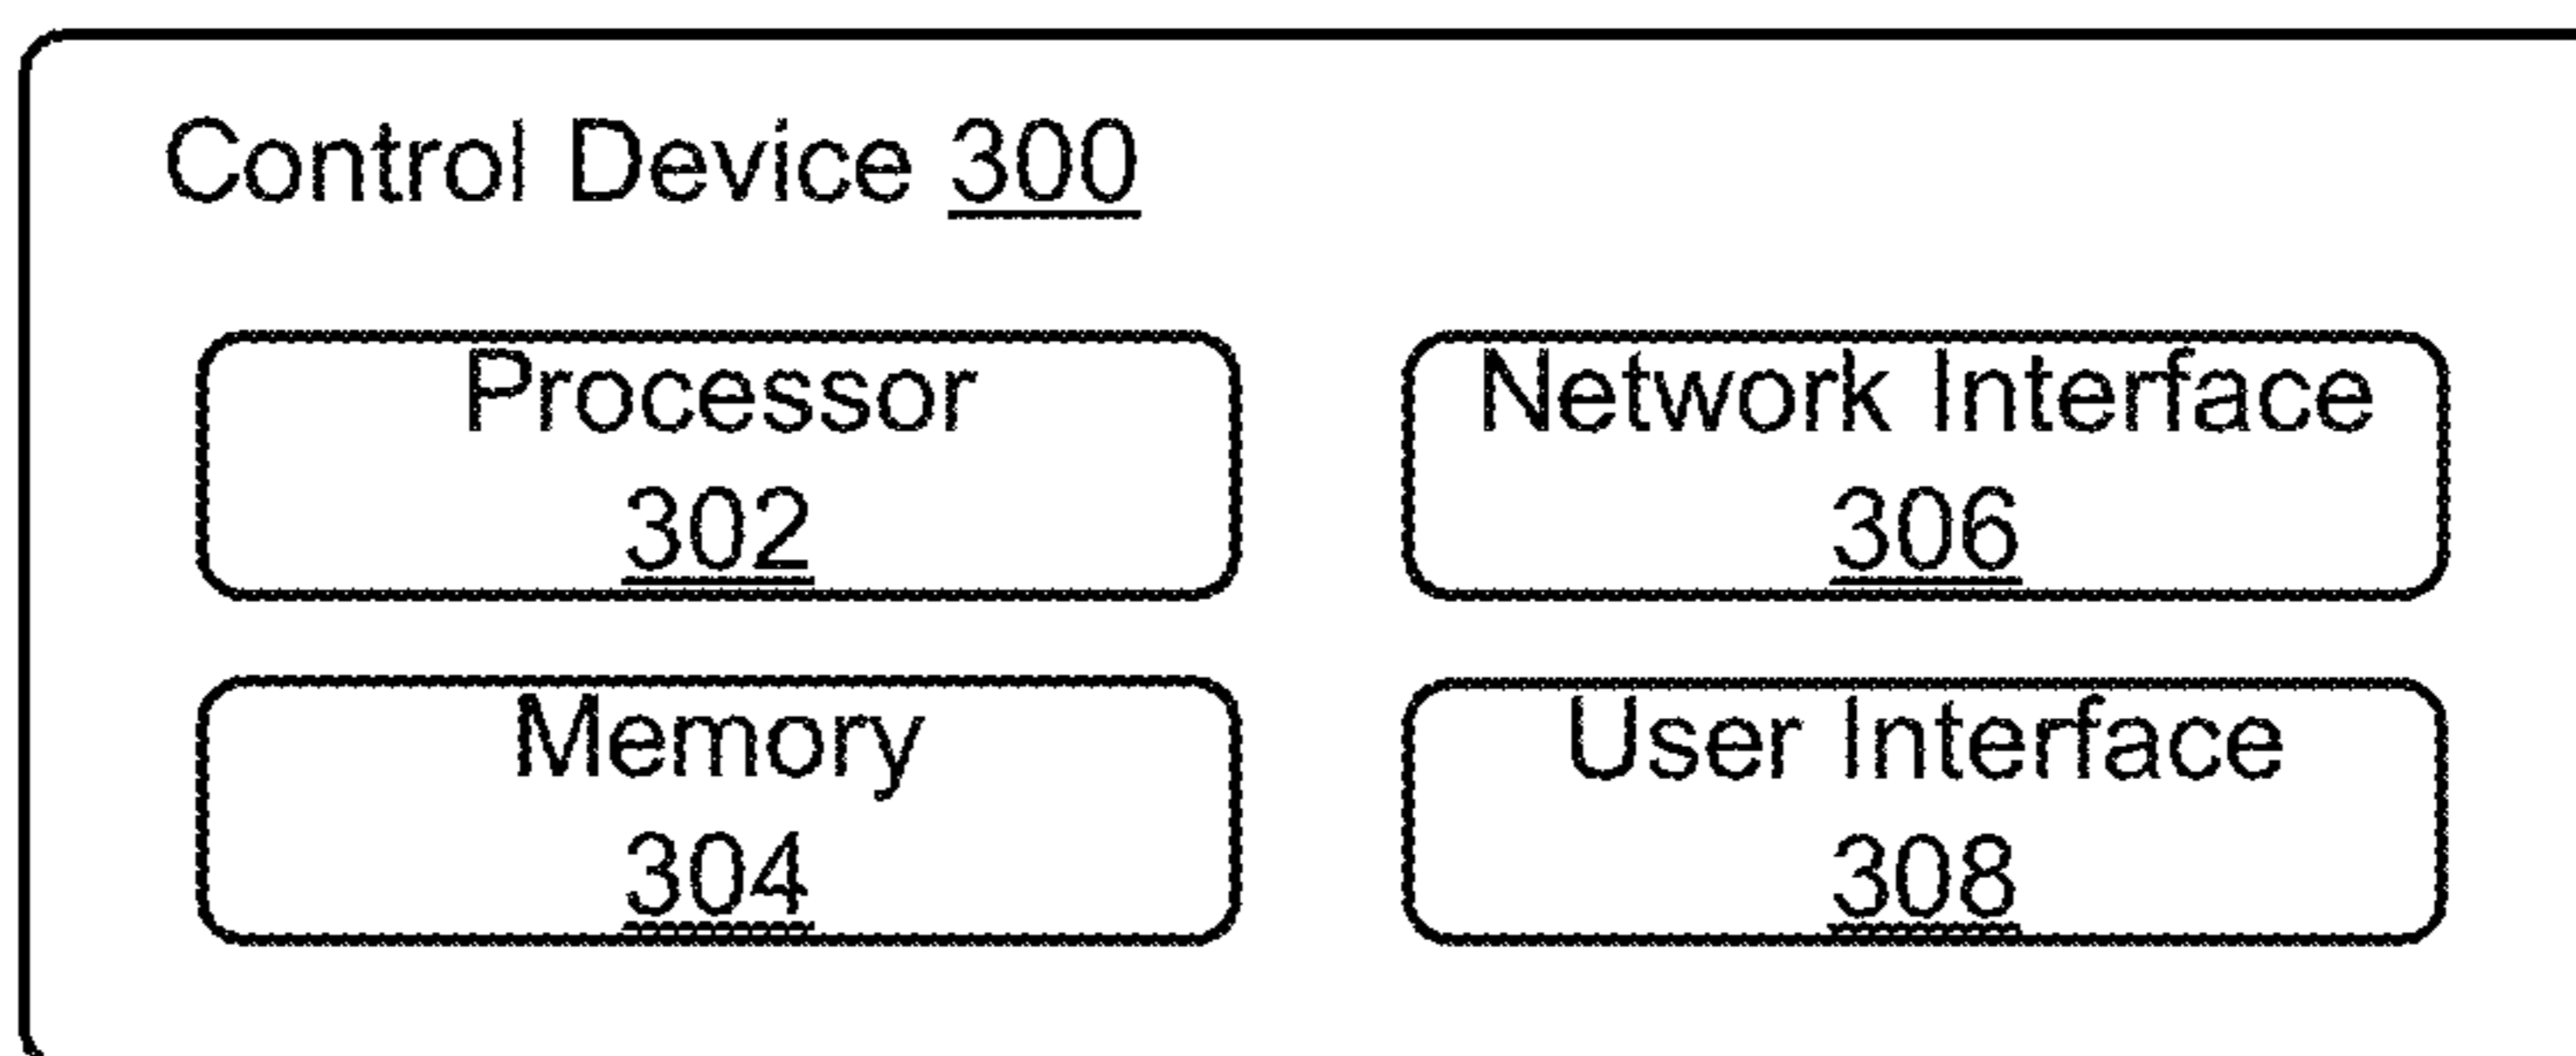 Control Device 300
Processor
302
Network Interface
306
Memory
304
User Interface
308